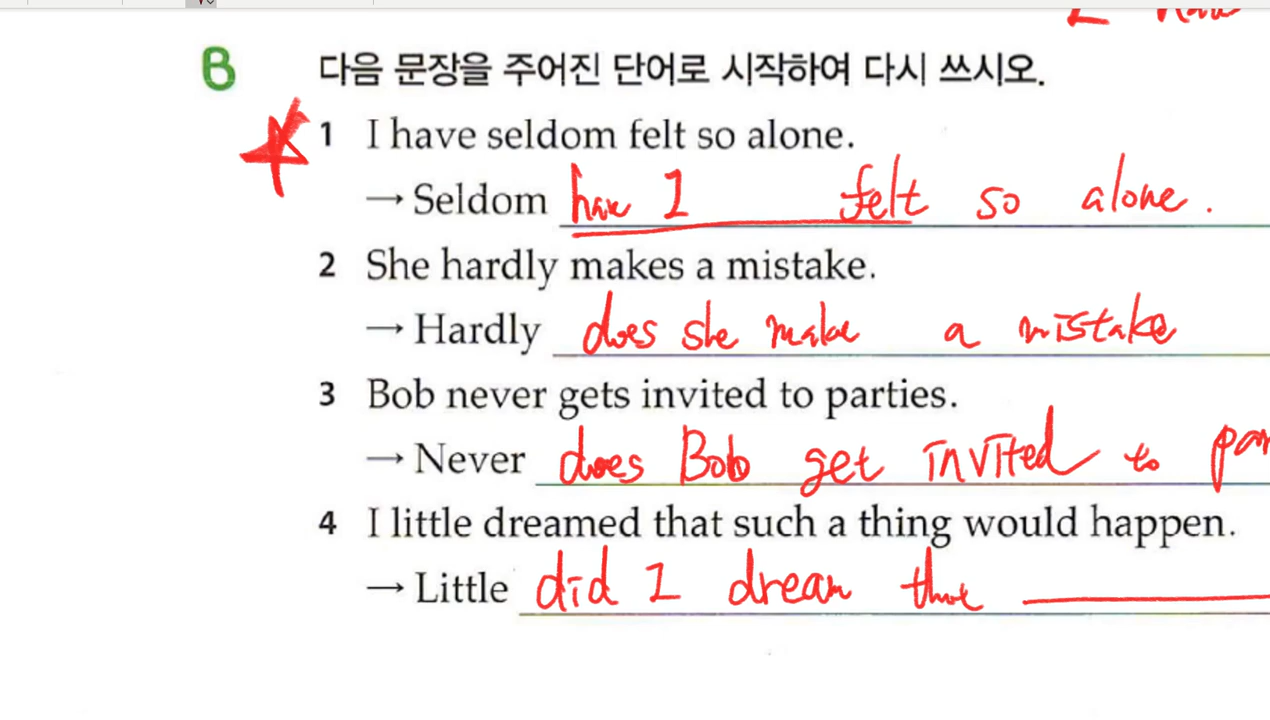 B 다음 문장을 주어진 단어로 시작하여 다시 쓰시오.
1 I have seldom felt so alone.
→ Seldom have I felt so alone.
2 She hardly makes a mistake.
→ Hardly does she make a mistake
3 Bob never gets invited to parties.
→ Never does Bob get invited to
4 I little dreamed that such a thing would happen.
→ Little did I dream that